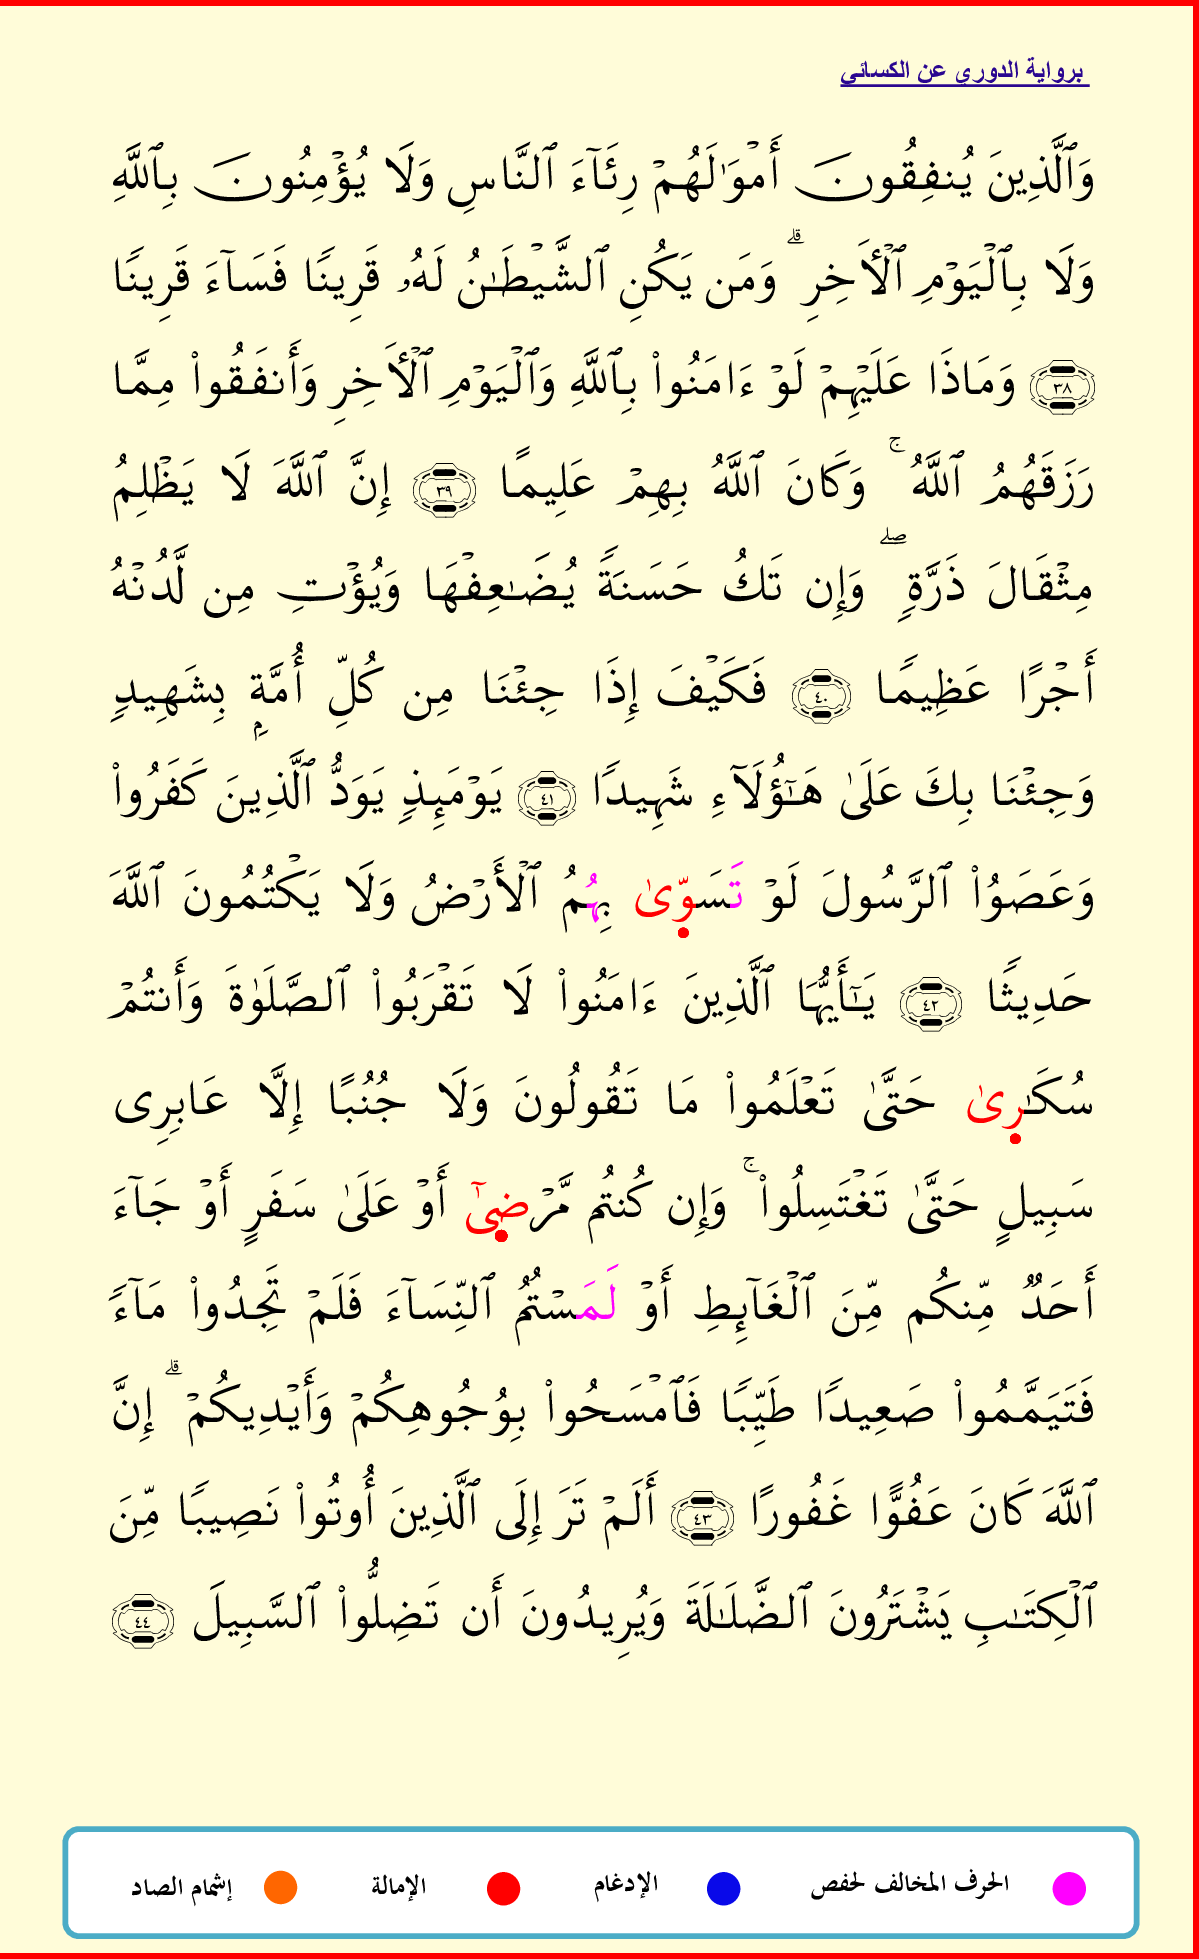 برواية الدوري عن الكسائي
وَٱلَّذِينَ يُنفِقُونَ أَمۡوَٰلَهُمۡ رِئَآءَ ٱلنَّاسِ وَلَا يُؤۡمِنُونَ بِٱللَّهِ
وَلَا بِٱلۡيَوۡمِ ٱلۡأٓخِرِۗ وَمَن يَكُنِ ٱلشَّيۡطَٰنُ لَهُۥ قَرِينٗا فَسَآءَ قَرِينٗا
٣٨ وَمَاذَا عَلَيۡهِمۡ لَوۡ ءَامَنُواْ بِٱللَّهِ وَٱلۡيَوۡمِ ٱلۡأٓخِرِ وَأَنفَقُواْ مِمَّا
رَزَقَهُمُ ٱللَّهُۚ وَكَانَ ٱللَّهُ بِهِمۡ عَلِيمًا ٣٩ إِنَّ ٱللَّهَ لَا يَظۡلِمُ
مِثۡقَالَ ذَرَّةٖۖ وَإِن تَكُ حَسَنَةٗ يُضَٰعِفۡهَا وَيُؤۡتِ مِن لَّدُنۡهُ
أَجۡرًا عَظِيمٗا ٤٠ فَكَيۡفَ إِذَا جِئۡنَا مِن كُلِّ أُمَّةِۭ بِشَهِيدٖ
وَجِئۡنَا بِكَ عَلَىٰ هَٰٓؤُلَآءِ شَهِيدٗا ٤١ يَوۡمَئِذٖ يَوَدُّ ٱلَّذِينَ كَفَرُواْ
وَعَصَوُاْ ٱلرَّسُولَ لَوۡ تَسَوّىٰ بِهُمُ ٱلۡأَرۡضُ وَلَا يَكۡتُمُونَ ٱللَّهَ
حَدِيثٗا ٤٢ يَٰٓأَيُّهَا ٱلَّذِينَ ءَامَنُواْ لَا تَقۡرَبُواْ ٱلصَّلَوٰةَ وَأَنتُمۡ
سُكَٰرِىٰ حَتَّىٰ تَعۡلَمُواْ مَا تَقُولُونَ وَلَا جُنُبًا إِلَّا عَابِرِى
سَبِيلٍ حَتَّىٰ تَغۡتَسِلُواْۚ وَإِن كُنتُم مَّرۡضىٰٓ أَوۡ عَلَىٰ سَفَرٍ أَوۡ جَآءَ
أَحَدٞ مِّنكُم مِّنَ ٱلۡغَآئِطِ أَوۡ لَمَسۡتُمُ ٱلنِّسَآءَ فَلَمۡ تَجِدُواْ مَآءٗ
فَتَيَمَّمُواْ صَعِيدٗا طَيِّبٗا فَٱمۡسَحُواْ بِوُجُوهِكُمۡ وَأَيۡدِيكُمۡۗ إِنَّ
ٱللَّهَ كَانَ عَفُوًّا غَفُورًا ٤٣ أَلَمۡ تَرَ إِلَى ٱلَّذِينَ أُوتُواْ نَصِيبٗا مِّنَ
ٱلۡكِتَٰبِ يَشۡتَرُونَ ٱلضَّلَٰلَةَ وَيُرِيدُونَ أَن تَضِلُّواْ ٱلسَّبِيلَ ٤٤
الحرف المخالف لحفص الإدغام الإمالة إشمام الصاد